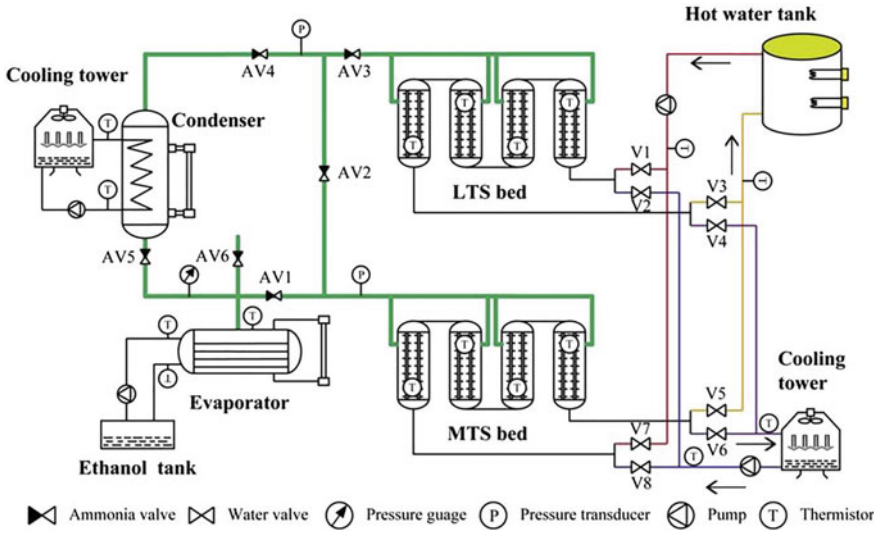 Hot water tank
P
AV4
AV3
Cooling tower
Condenser
T
T
T
T
T
T
V1
T
AV2
LTS bed
V2
V3
V4
AV5
AV6
AV1
P
T
T
T
T
T
T
T
Evaporator
Cooling
tower
V5
V6
T
MTS bed
V7
V8
T
Ethanol tank
Ammonia valve
Water valve
Pressure guage
P
Pressure transducer
Pump
T
Thermistor